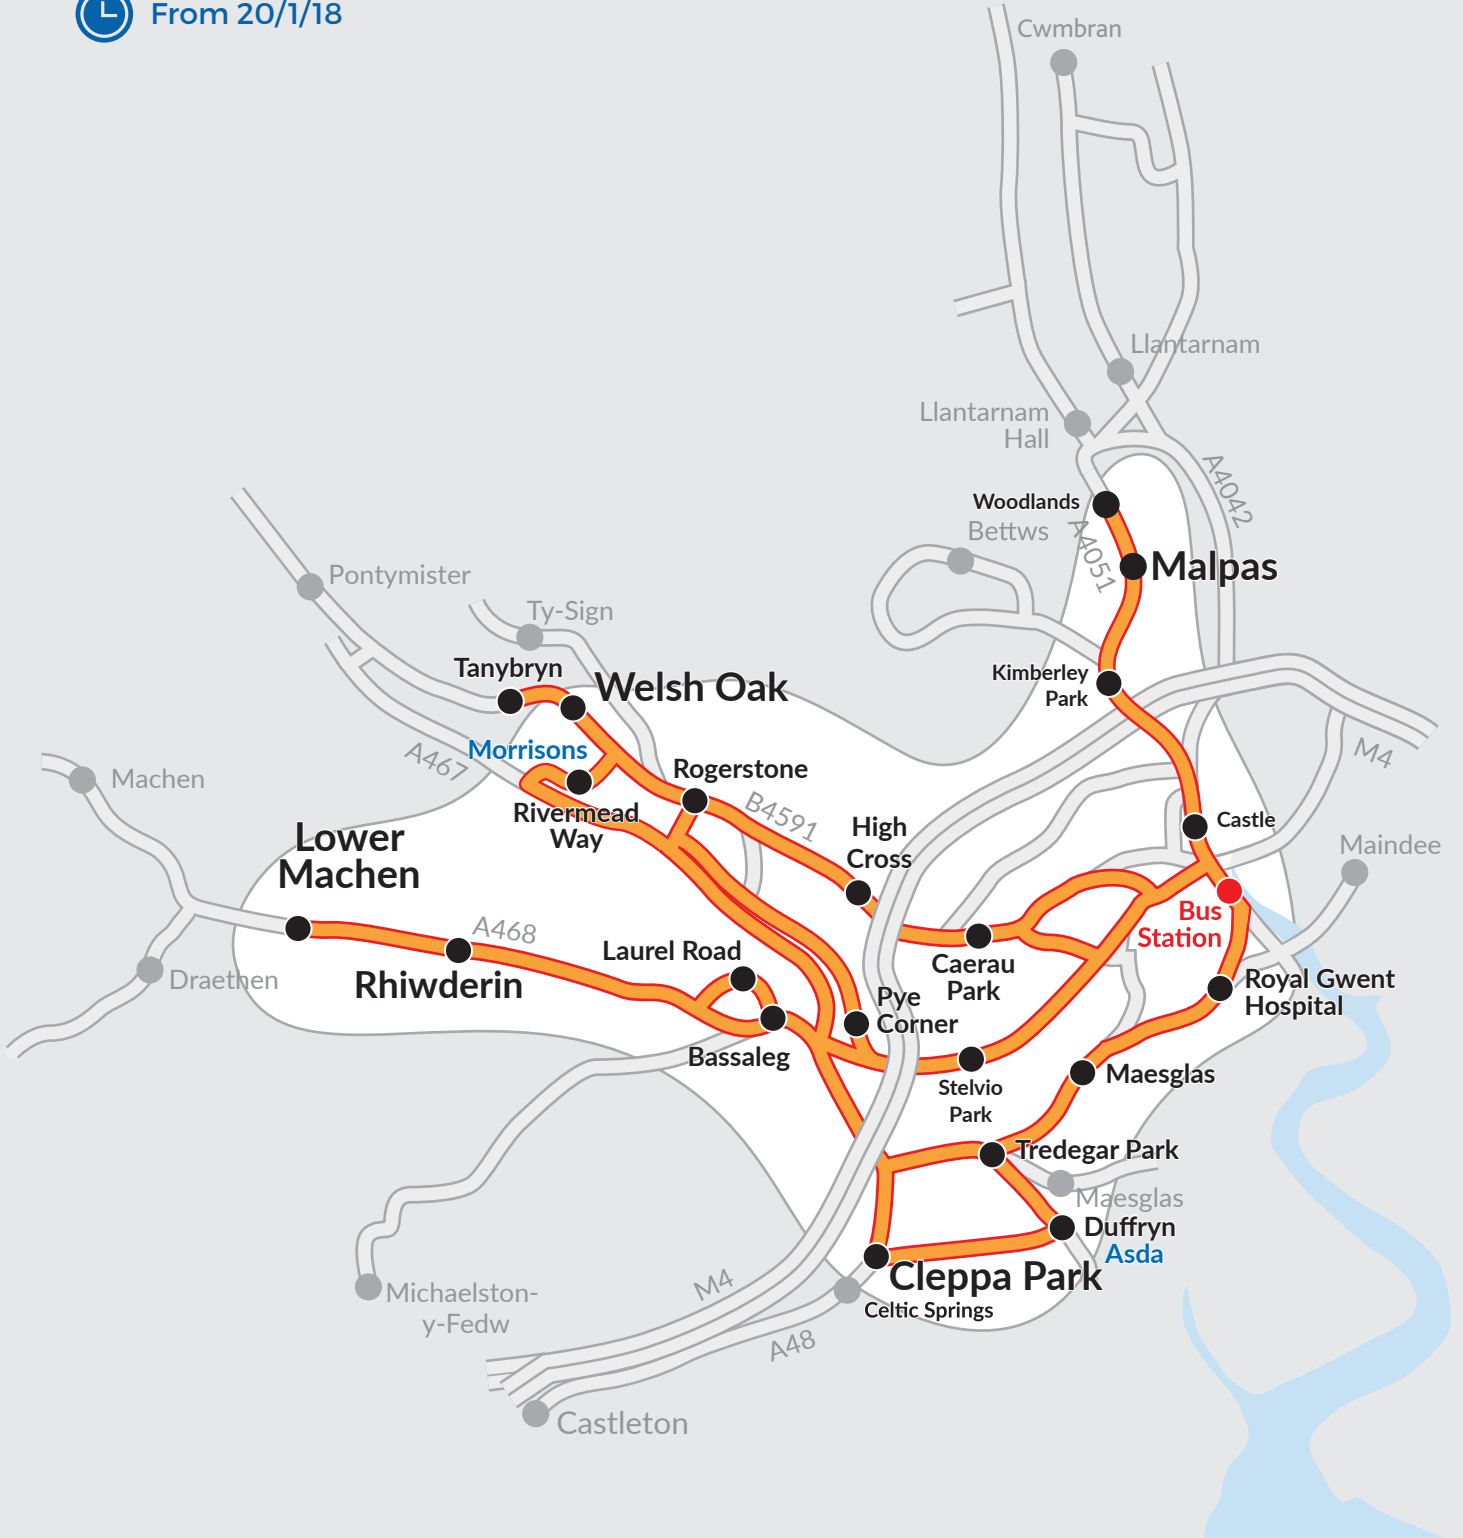 From 20/1/18
Cwmbran
Llantarnam
Llantarnam
Hall
A4042
Woodlands
Bettws
A4051
Malpas
Pontymister
Ty-Sign
Tanybryn
Welsh Oak
Kimberley
Park
Morrisons
A467
M4
Machen
Rogerstone
B4591
Rivermead
Way
High
Cross
Castle
Lower
Machen
Maindee
A468
Bus
Station
Laurel Road
Caerau
Park
Draethen
Rhiwderin
Pye
Corner
Royal Gwent
Hospital
Bassaleg
Stelvio
Park
Maesglas
Tredegar Park
Maesglas
Duffryn
Asda
Cleppa Park
Celtic Springs
M4
Michaelston-
y-Fedw
A48
Castleton